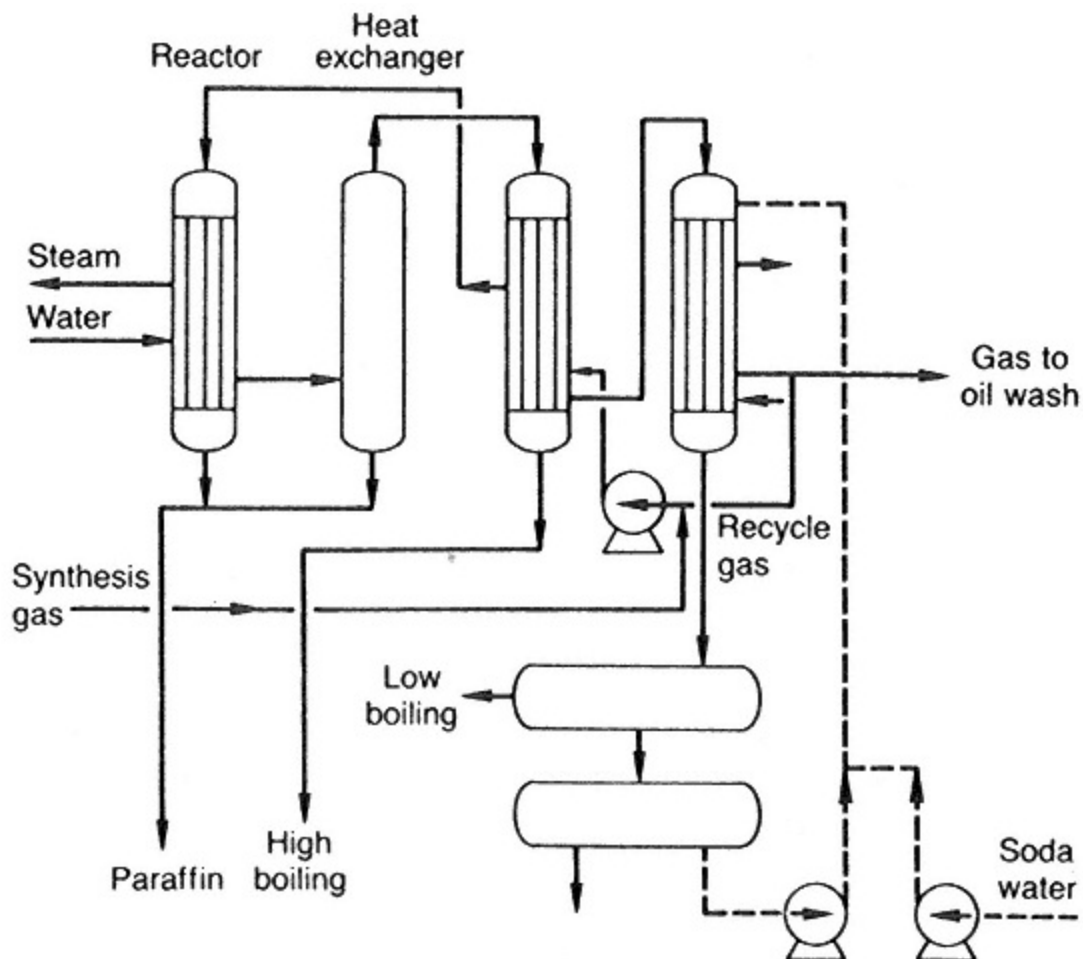 Reactor
Heat
exchanger
Steam
Water
Gas to
oil wash
Recycle
gas
Synthesis
gas
Low
boiling
High
boiling
Paraffin
Soda
water